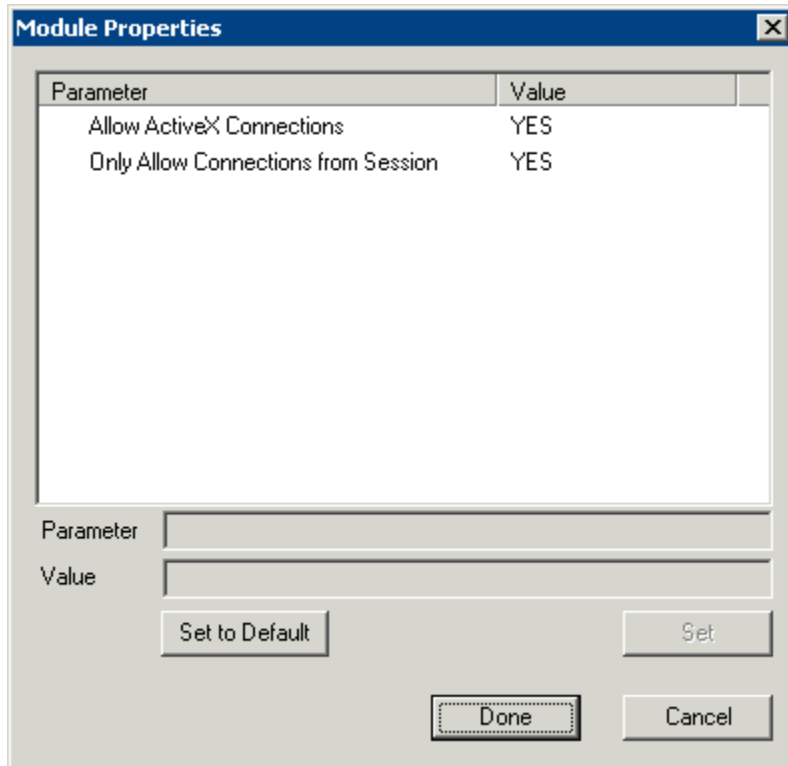 Module Properties
Parameter Value
Allow ActiveX Connections YES
Only Allow Connections from Session YES
Parameter
Value
Set to Default Set
Done Cancel